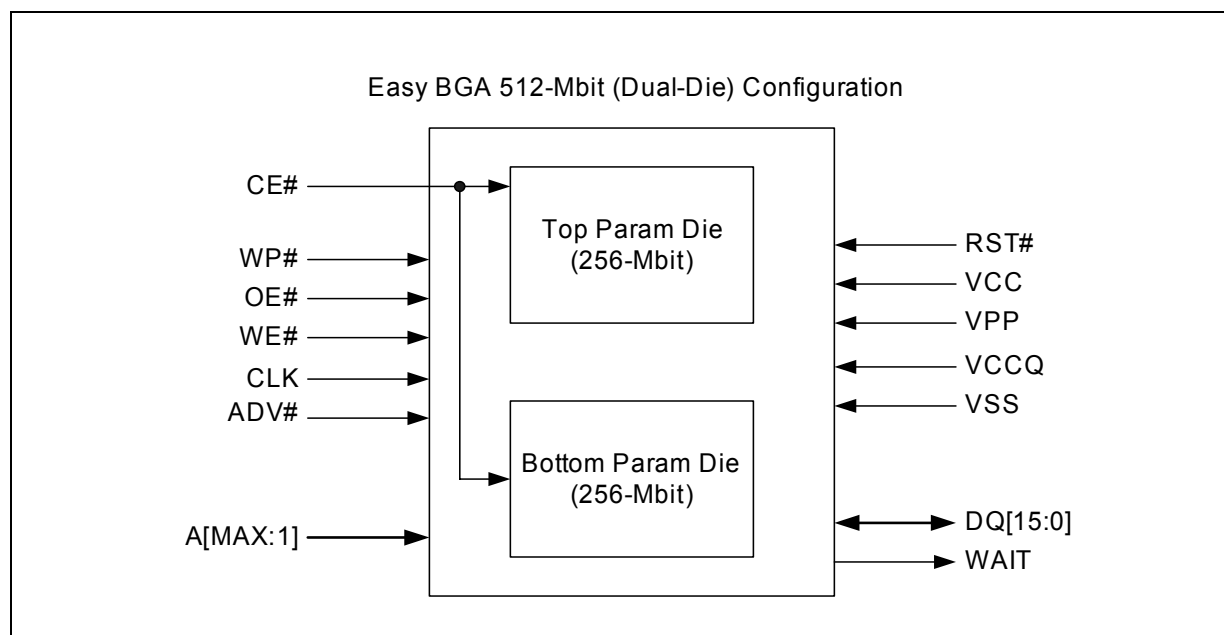 Easy BGA 512-Mbit (Dual-Die) Configuration
CE#
WP#
OE#
WE#
CLK
ADV#
A[MAX:1]
Top Param Die
(256-Mbit)
Bottom Param Die
(256-Mbit)
RST#
VCC
VPP
VCCQ
VSS
DQ[15:0]
WAIT